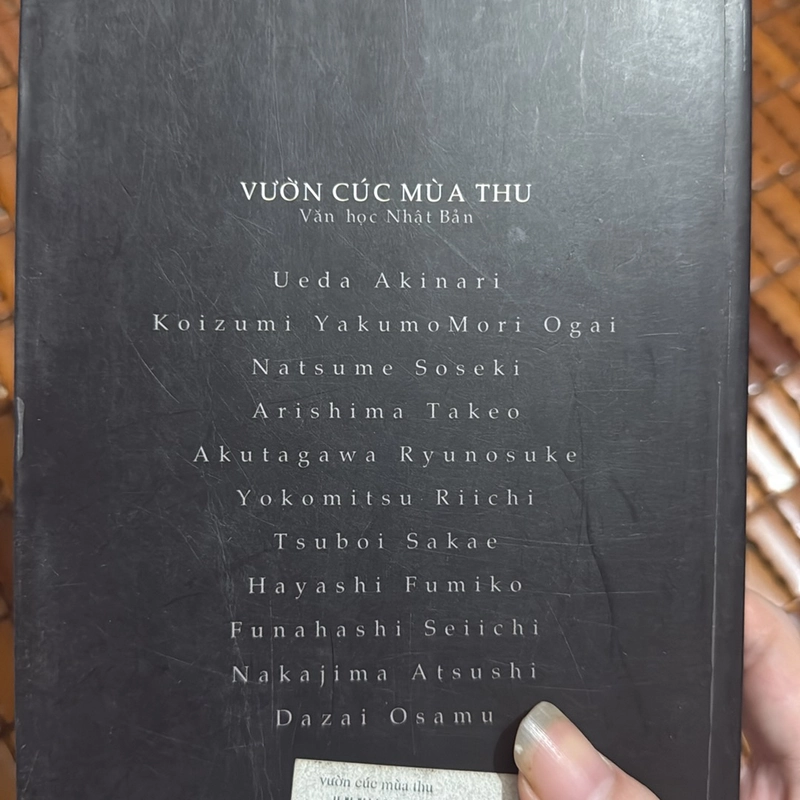 VƯỜN CÚC MÙA THU
Văn học Nhật Bản
Ueda Akinari
Koizumi YakumoMori Ogai
Natsume Soseki
Arishima Takeo
Akutagawa Ryunosuke
Yokomitsu Riichi
Tsuboi Sakae
Hayashi Fumiko
Funahashi Seiichi
Nakajima Atsushi
Dazai Osamu
vườn cúc mùa thu